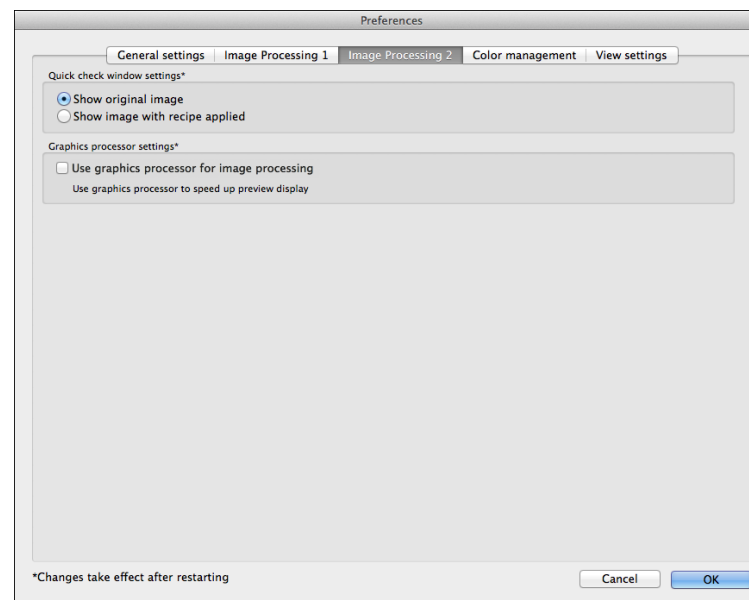 Preferences
General settings Image Processing 1 Image Processing 2 Color management View settings
Quick check window settings*
Show original image
Show image with recipe applied
Graphics processor settings*
Use graphics processor for image processing
Use graphics processor to speed up preview display
*Changes take effect after restarting
Cancel OK